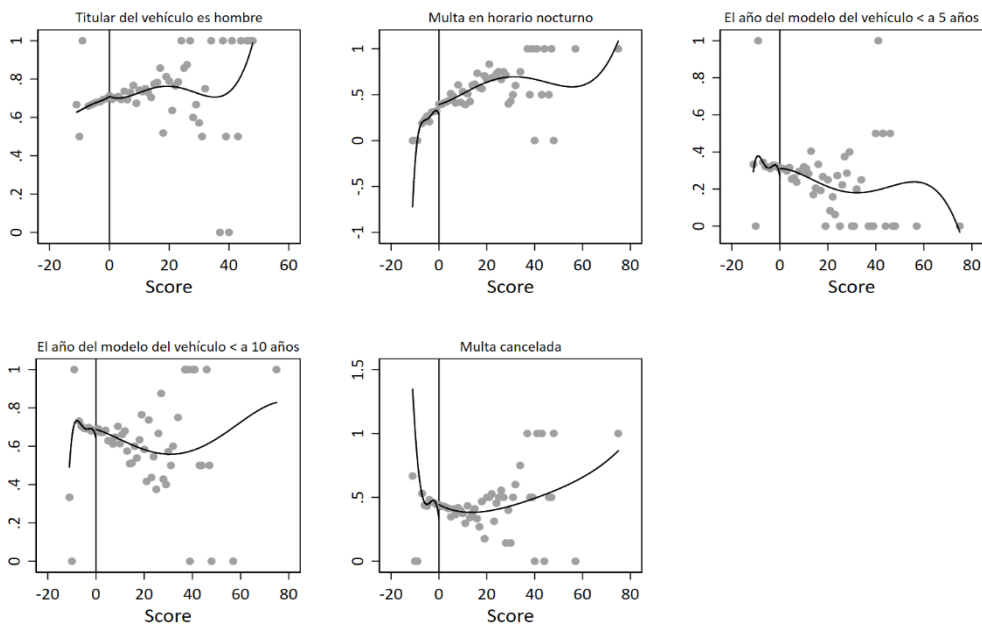 Titular del vehículo es hombre
1
.8
.6
.4
.2
0
-20 0 20 40 60
Score
Multa en horario nocturno
1
.5
0
-.5
-1
-20 0 20 40 60 80
Score
El año del modelo del vehículo < a 5 años
1
.8
.6
.4
.2
0
-20 0 20 40 60 80
Score
El año del modelo del vehículo < a 10 años
1
.8
.6
.4
.2
0
-20 0 20 40 60 80
Score
Multa cancelada
1.5
1
.5
0
-20 0 20 40 60 80
Score